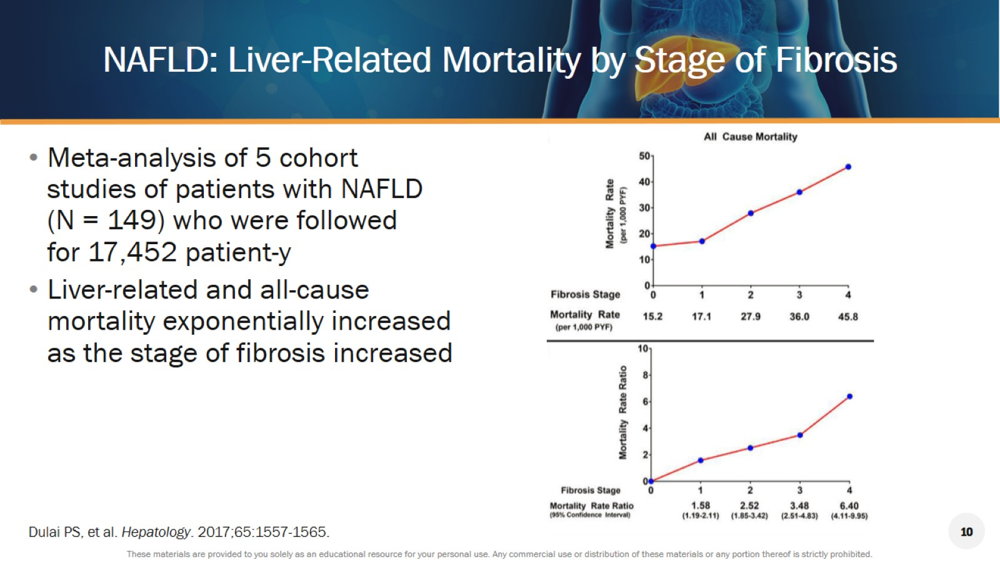 NAFLD: Liver-Related Mortality by Stage of Fibrosis
• Meta-analysis of 5 cohort
studies of patients with NAFLD
(N = 149) who were followed
for 17,452 patient-y
• Liver-related and all-cause
mortality exponentially increased
as the stage of fibrosis increased
All Cause Mortality
Mortality Rate
(per 1,000 PYF)
50
40
30
20
10
0
Fibrosis Stage 0 1 2 3 4
Mortality Rate 15.2 17.1 27.9 36.0 45.8
(per 1,000 PYF)
Mortality Rate Ratio
10
8
6
4
2
0
Fibrosis Stage 0 1 2 3 4
Mortality Rate Ratio 1.58 2.52 3.48 6.40
(95% Confidence Interval) (1.19-2.11) (1.85-3.42) (2.51-4.83) (4.11-9.95)
Dulai PS, et al. Hepatology. 2017;65:1557-1565.
10
These materials are provided to you solely as an educational resource for your personal use. Any commercial use or distribution of these materials or any portion thereof is strictly prohibited.